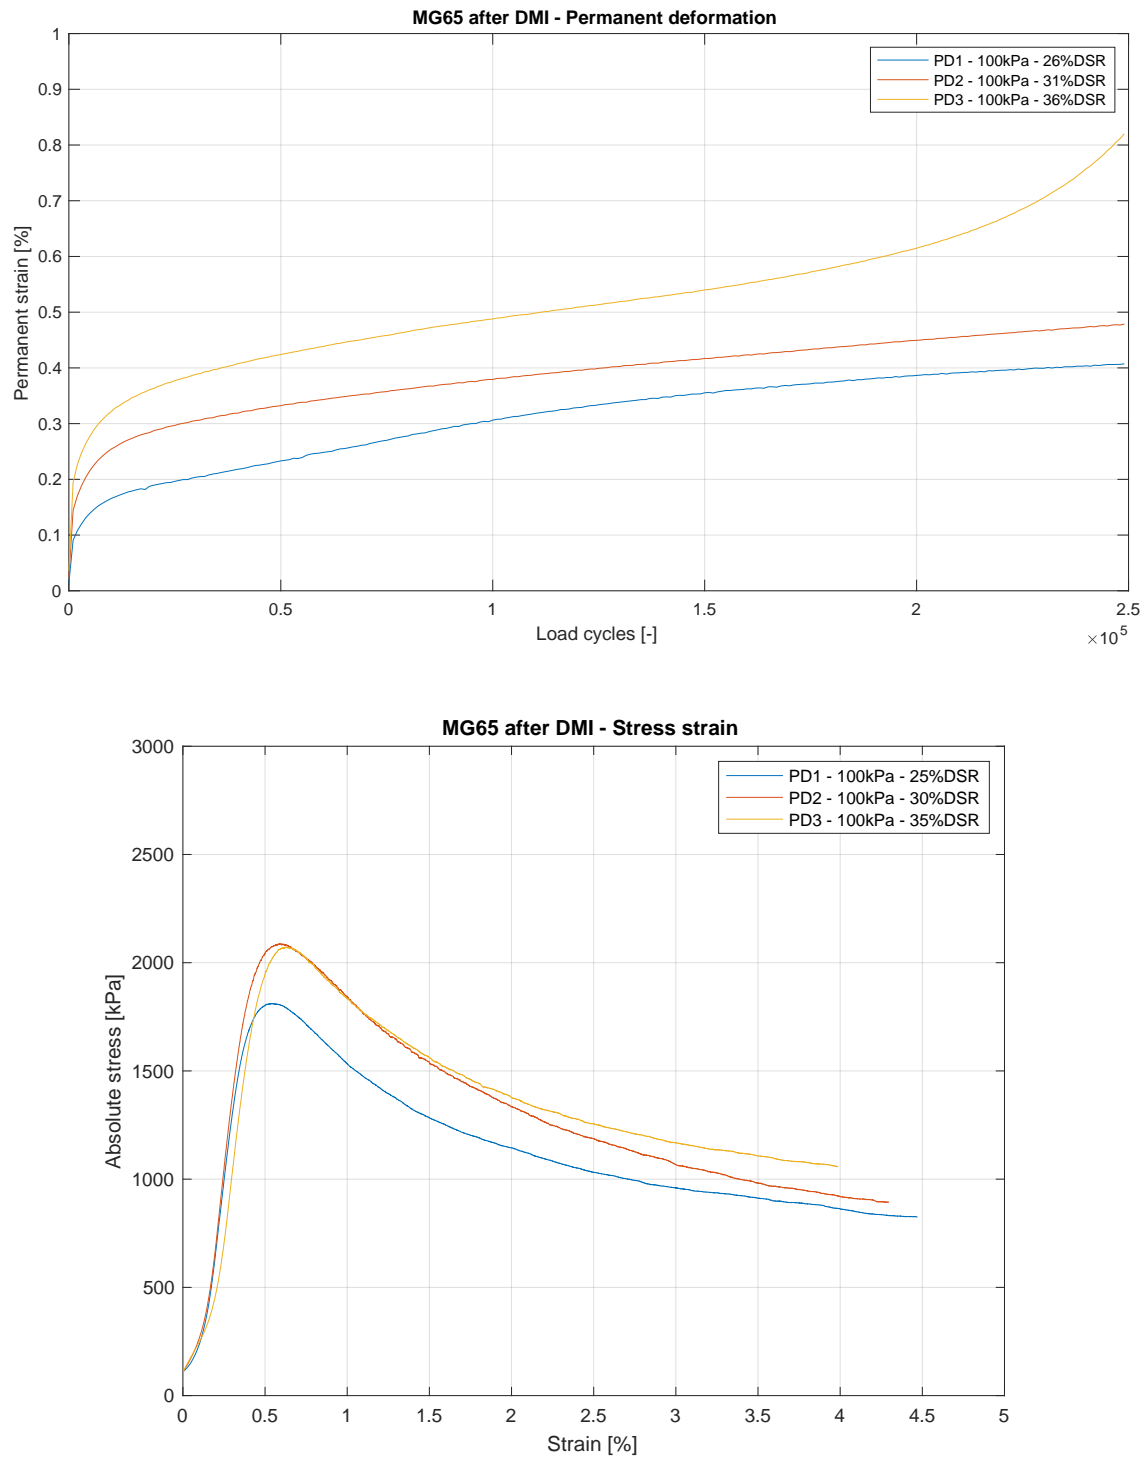 MG65 after DMI - Permanent deformation
PD1 - 100kPa - 26%DSR
PD2 - 100kPa - 31%DSR
PD3 - 100kPa - 36%DSR
1
0.9
0.8
0.7
0.6
0.5
0.4
0.3
0.2
0.1
0
Permanent strain [%]
0 0.5 1 1.5 2 2.5
Load cycles [-]
×10^5
MG65 after DMI - Stress strain
PD1 - 100kPa - 25%DSR
PD2 - 100kPa - 30%DSR
PD3 - 100kPa - 35%DSR
3000
2500
2000
1500
1000
500
0
Absolute stress [kPa]
0 0.5 1 1.5 2 2.5 3 3.5 4 4.5 5
Strain [%]